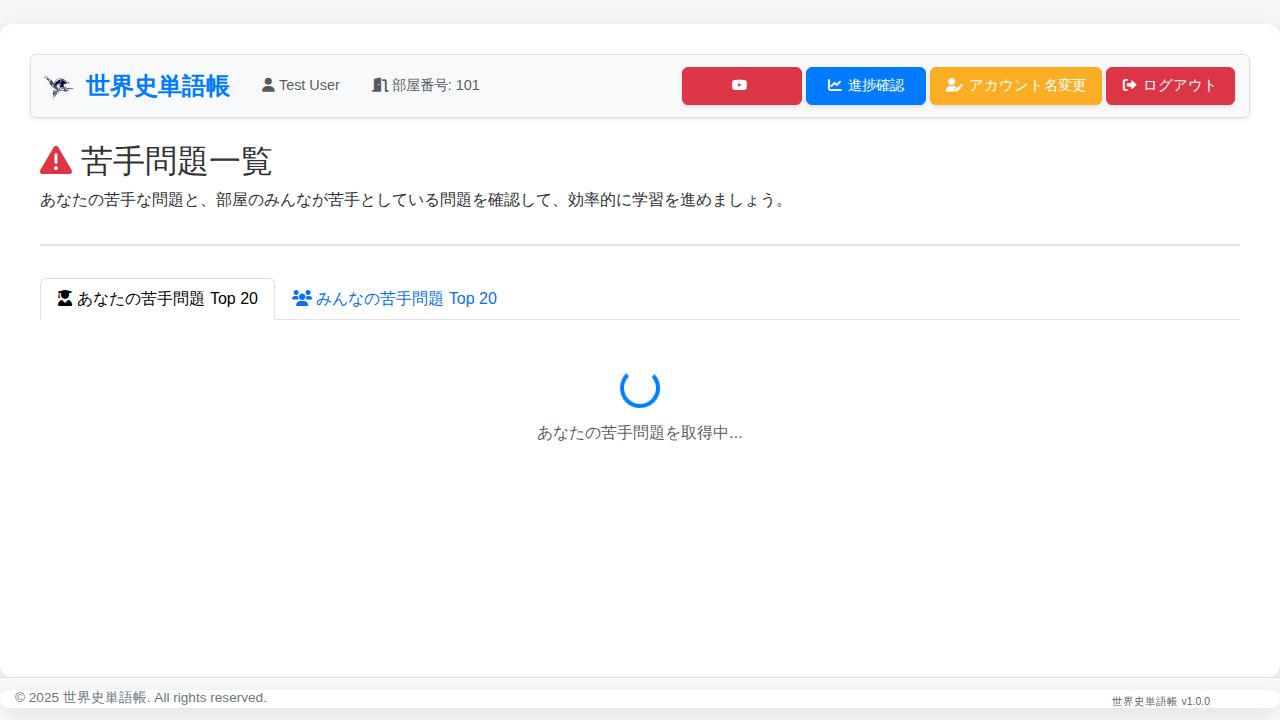 世界史単語帳
Test User
部屋番号: 101
進捗確認
アカウント名変更
ログアウト
苦手問題一覧
あなたの苦手な問題と、部屋のみんなが苦手としている問題を確認して、効率的に学習を進めましょう。
あなたの苦手問題 Top 20
みんなの苦手問題 Top 20
あなたの苦手問題を取得中...
© 2025 世界史単語帳. All rights reserved.
世界史単語帳 v1.0.0